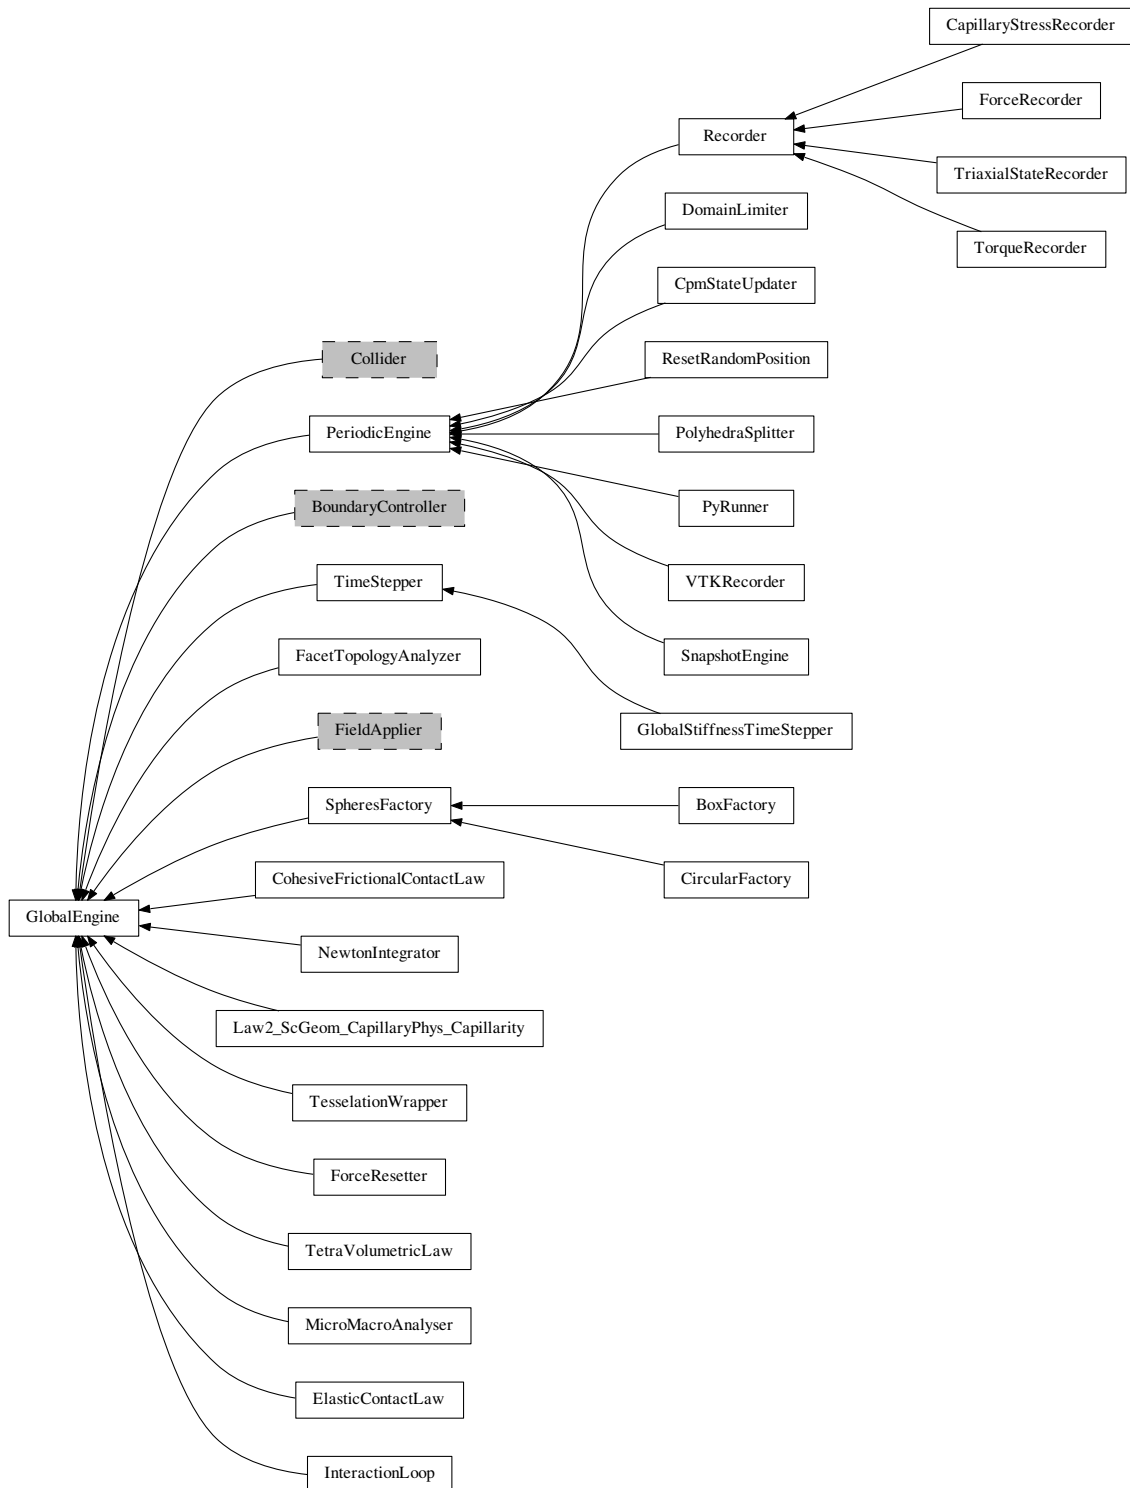 CapillaryStressRecorder
ForceRecorder
Recorder
TriaxialStateRecorder
DomainLimiter
TorqueRecorder
CpmStateUpdater
Collider
ResetRandomPosition
PeriodicEngine
PolyhedraSplitter
BoundaryController
PyRunner
TimeStepper
VTKRecorder
FacetTopologyAnalyzer
SnapshotEngine
FieldApplier
GlobalStiffnessTimeStepper
SpheresFactory
BoxFactory
CohesiveFrictionalContactLaw
CircularFactory
GlobalEngine
NewtonIntegrator
Law2_ScGeom_CapillaryPhys_Capillarity
TesselationWrapper
ForceResetter
TetraVolumetricLaw
MicroMacroAnalyser
ElasticContactLaw
InteractionLoop